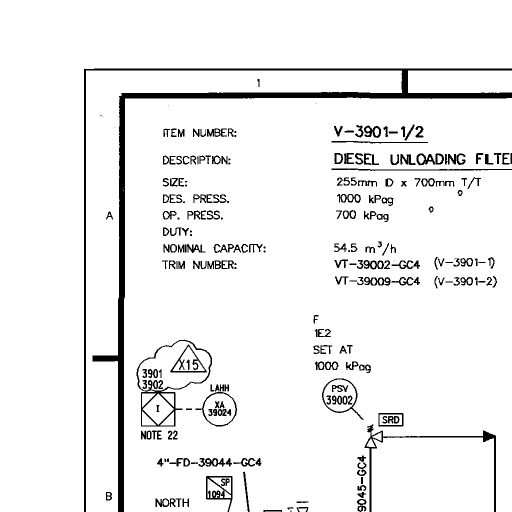 1
ITEM NUMBER: V-3901-1/2
DESCRIPTION: DIESEL UNLOADING FILTE
SIZE: 255mm ID x 700mm T/T
DES. PRESS. 1000 kPag
OP. PRESS. 700 kPag
A
DUTY:
NOMINAL CAPACITY: 54.5 m³/h
TRIM NUMBER: VT-39002-GC4 (V-3901-1)
VT-39009-GC4 (V-3901-2)
F
1E2
SET AT
1000 kPag
X15
3901
3902
LAHH
PSV
39002
I
XA
39024
SRD
NOTE 22
4"-FD-39044-GC4
9045-GC4
SP
1094
B
NORTH